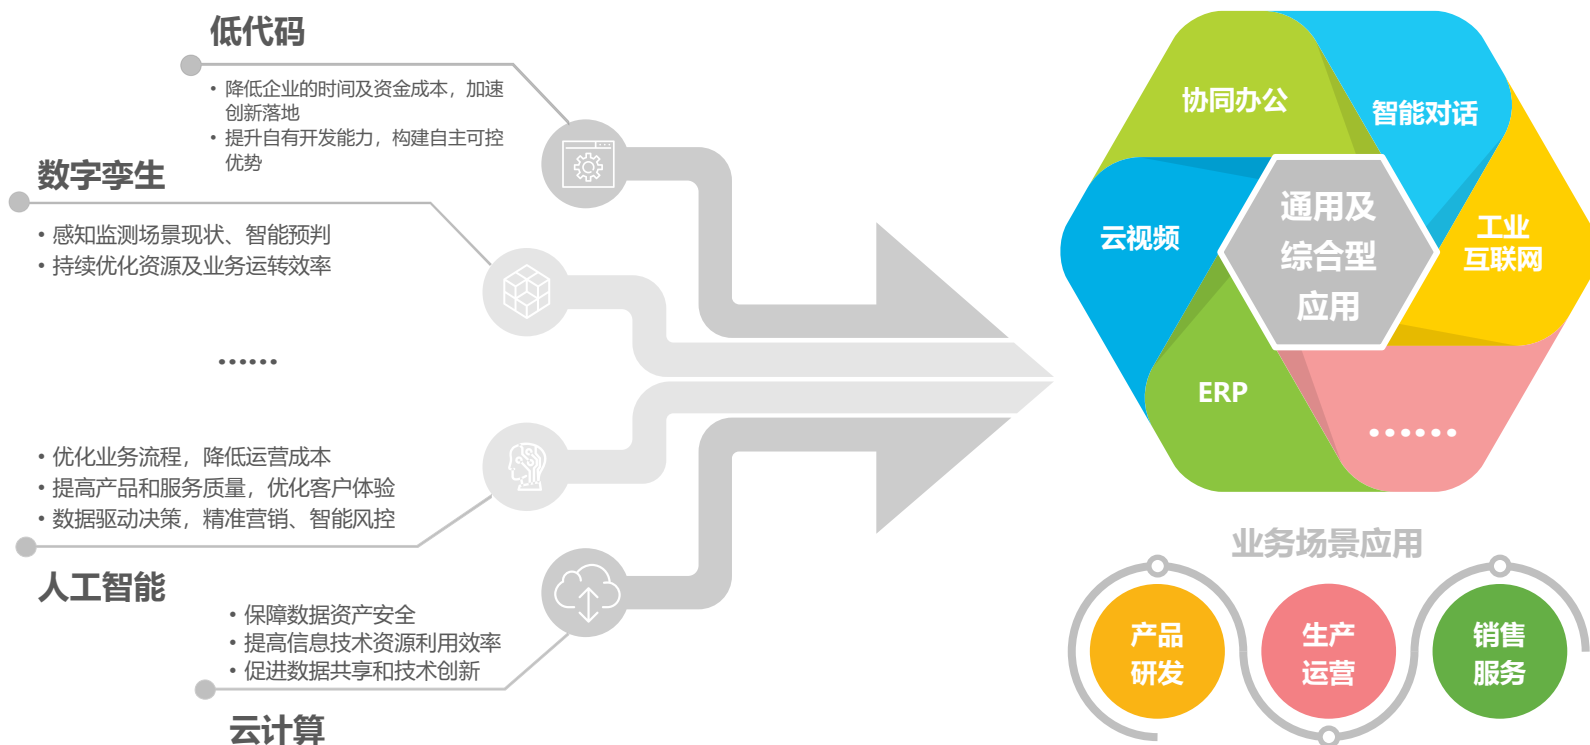 低代码
• 降低企业的时间及资金成本，加速
创新落地
• 提升自有开发能力，构建自主可控
优势
数字孪生
• 感知监测场景现状、智能预判
• 持续优化资源及业务运转效率
......
• 优化业务流程，降低运营成本
• 提高产品和服务质量，优化客户体验
• 数据驱动决策，精准营销、智能风控
人工智能
• 保障数据资产安全
• 提高信息技术资源利用效率
• 促进数据共享和技术创新
云计算
协同办公
智能对话
云视频
通用及
综合型
应用
工业
互联网
ERP
......
业务场景应用
产品
研发
生产
运营
销售
服务